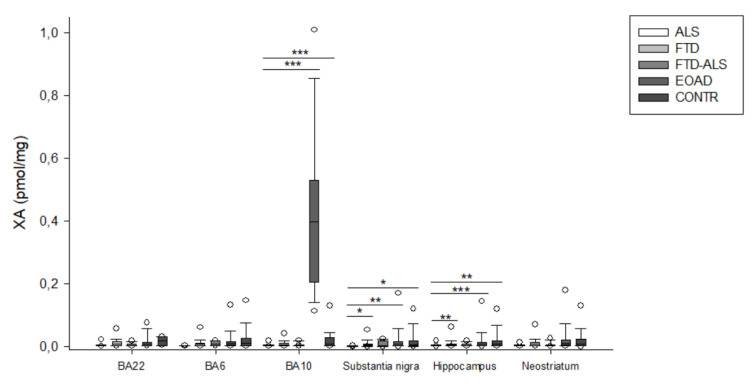 1,0
0,8
0,6
0,4
0,2
0,0
XA (pmol/mg)
***
***
*
**
*
**
***
**
BA22 BA6 BA10 Substantia nigra Hippocampus Neostriatum
ALS
FTD
FTD-ALS
EOAD
CONTR